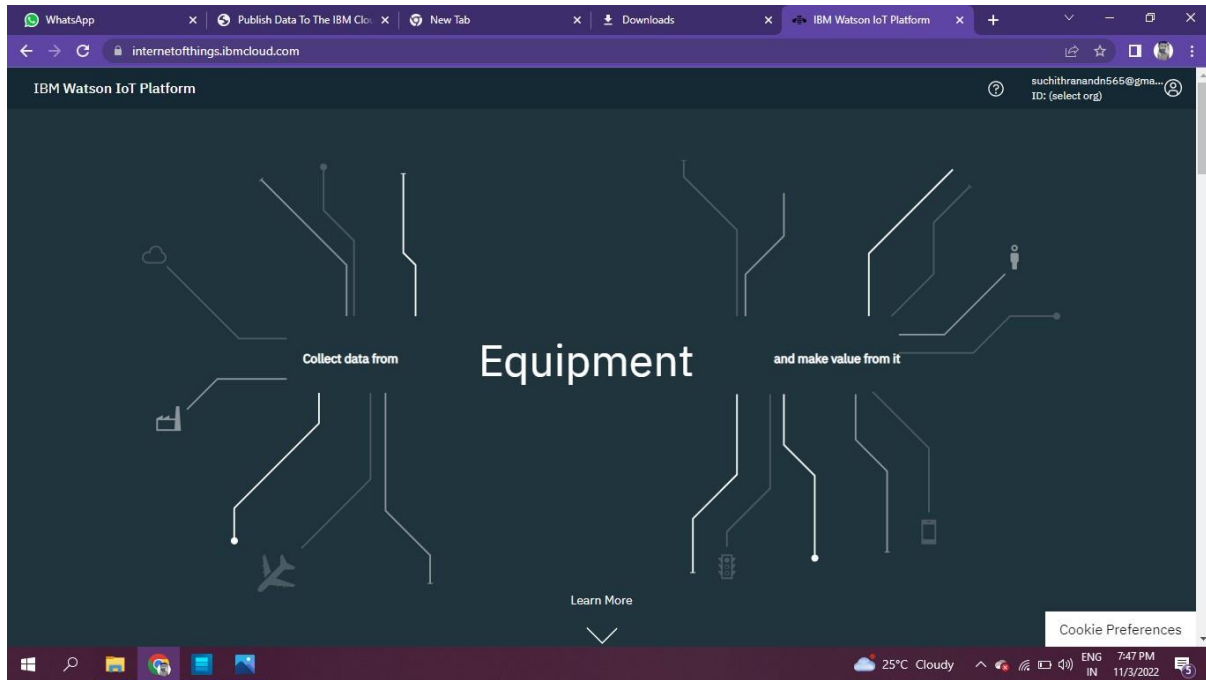 WhatsApp
Publish Data To The IBM Clou
New Tab
Downloads
IBM Watson IoT Platform
internetofthings.ibmcloud.com
IBM Watson IoT Platform
suchithranandn565@gma...
ID: (select org)
Collect data from
Equipment
and make value from it
Learn More
Cookie Preferences
25°C Cloudy
ENG
IN
7:47 PM
11/3/2022
5